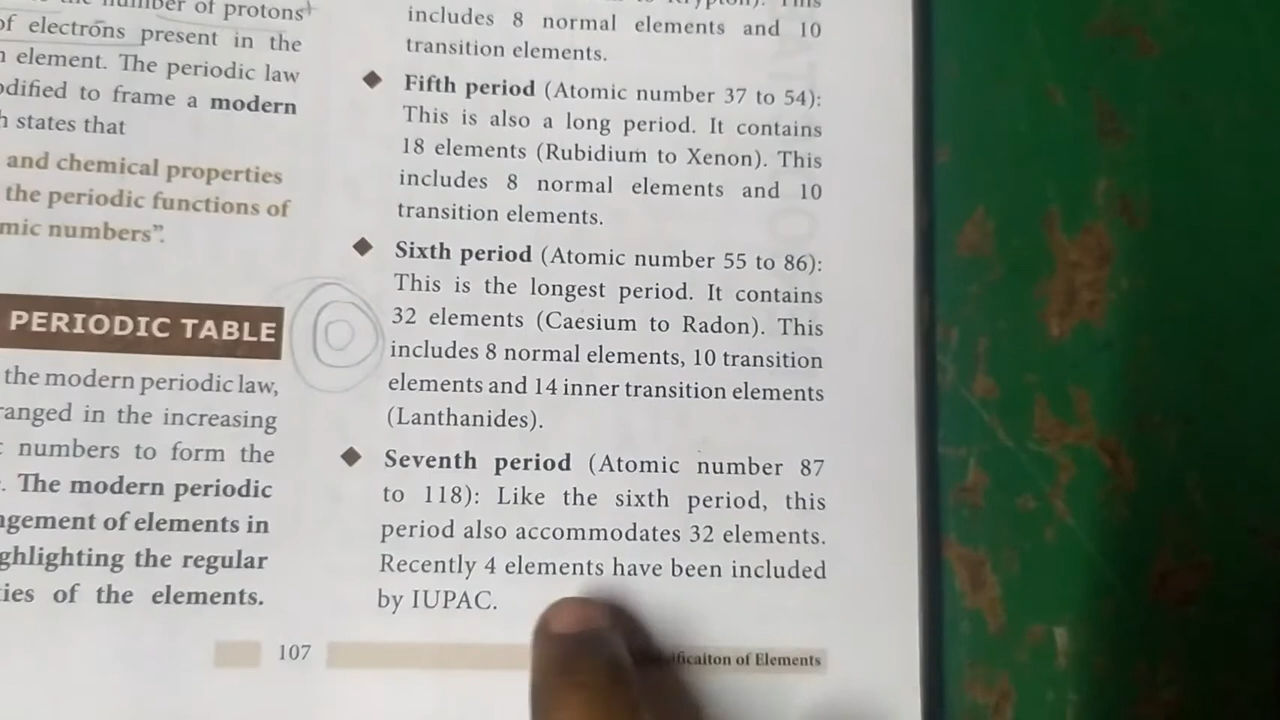 number of protons
of electrons present in the
element. The periodic law
to frame a modern
states that
and chemical properties
the periodic functions of
numbers”.
PERIODIC TABLE
the modern periodic law,
in the increasing
numbers to form the
The modern periodic
of elements in
the regular
of the elements.
includes 8 normal elements and 10
transition elements.
Fifth period (Atomic number 37 to 54):
This is also a long period. It contains
18 elements (Rubidium to Xenon). This
includes 8 normal elements and 10
transition elements.
Sixth period (Atomic number 55 to 86):
This is the longest period. It contains
32 elements (Caesium to Radon). This
includes 8 normal elements, 10 transition
elements and 14 inner transition elements
(Lanthanides).
Seventh period (Atomic number 87
to 118): Like the sixth period, this
period also accommodates 32 elements.
Recently 4 elements have been included
by IUPAC.
107
of Elements